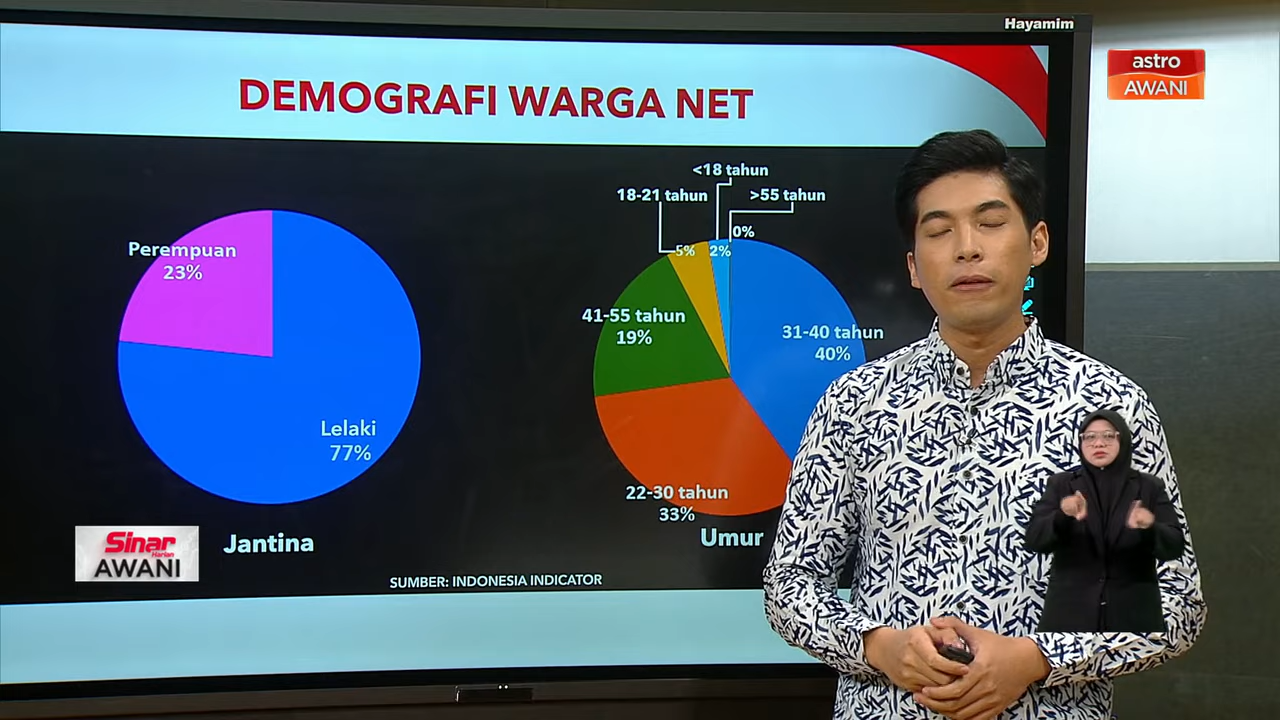 Hayamim
astro
AWANI
DEMOGRAFI WARGA NET
<18 tahun
18-21 tahun
>55 tahun
0%
5%
2%
Perempuan
23%
41-55 tahun
19%
31-40 tahun
40%
Lelaki
77%
22-30 tahun
33%
Jantina
Umur
Sinar
Harian
AWANI
SUMBER: INDONESIA INDICATOR